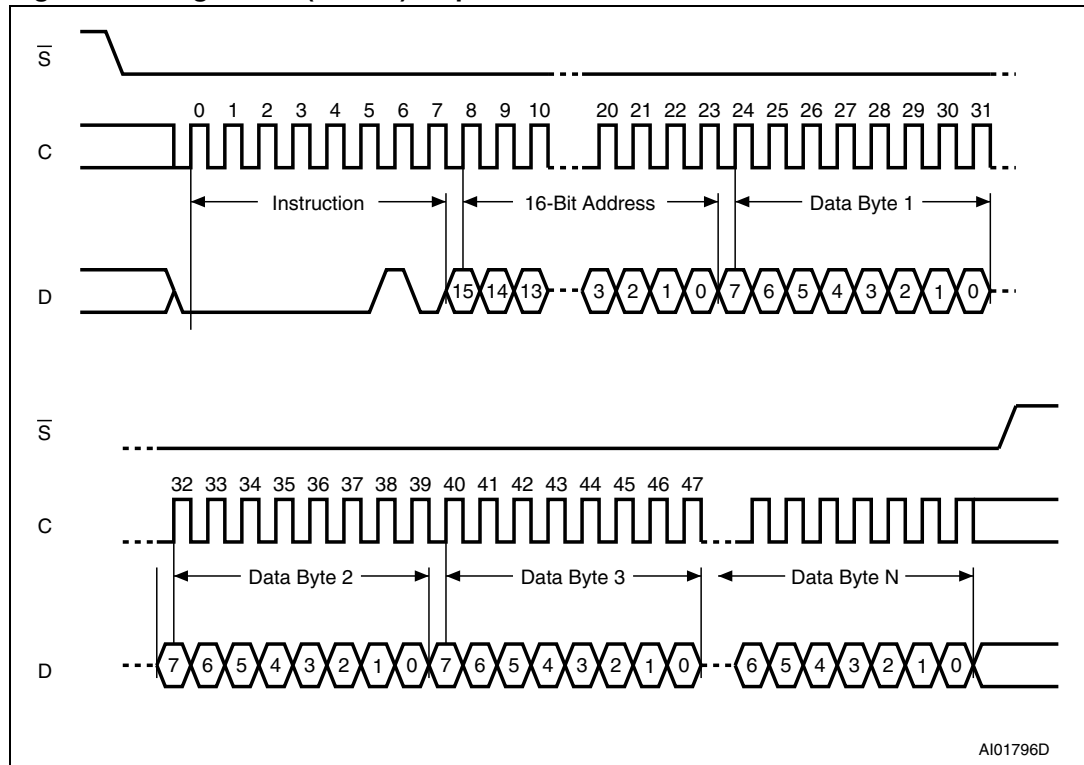 S
0 1 2 3 4 5 6 7 8 9 10 20 21 22 23 24 25 26 27 28 29 30 31
C
Instruction 16-Bit Address Data Byte 1
D 15 14 13 3 2 1 0 7 6 5 4 3 2 1 0
S
32 33 34 35 36 37 38 39 40 41 42 43 44 45 46 47
C
Data Byte 2 Data Byte 3 Data Byte N
D 7 6 5 4 3 2 1 0 7 6 5 4 3 2 1 0 6 5 4 3 2 1 0
AI01796D